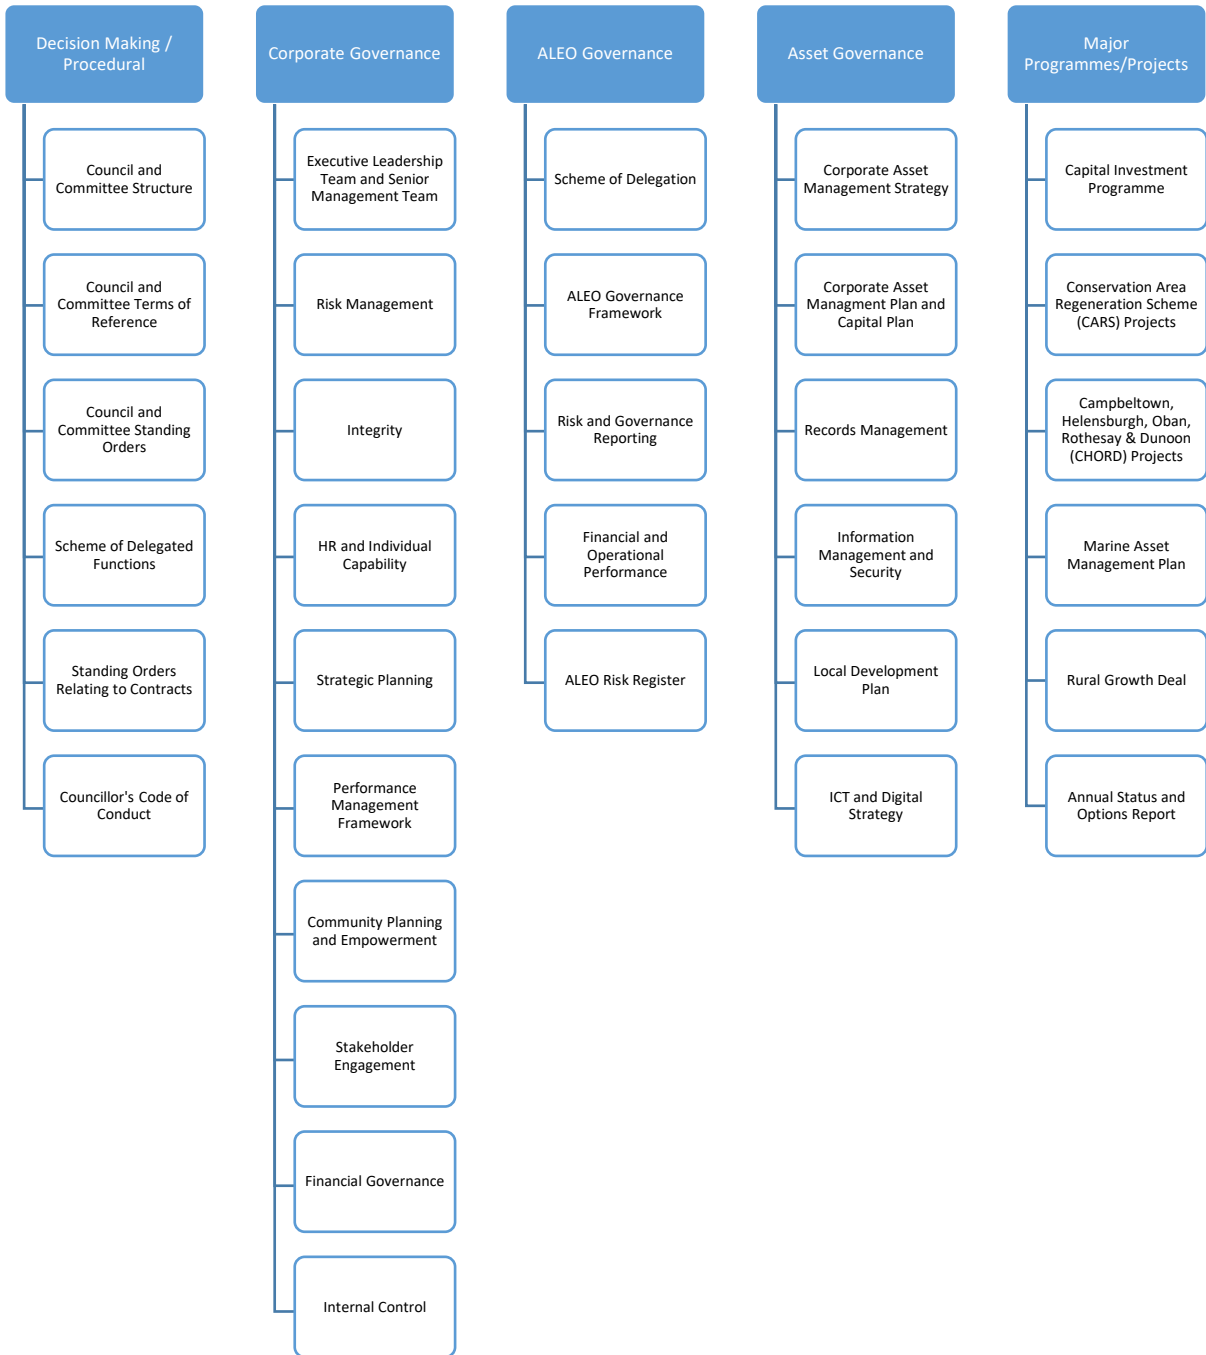 Decision Making /
Procedural
Council and
Committee Structure
Council and
Committee Terms of
Reference
Council and
Committee Standing
Orders
Scheme of Delegated
Functions
Standing Orders
Relating to Contracts
Councillor's Code of
Conduct
Corporate Governance
Executive Leadership
Team and Senior
Management Team
Risk Management
Integrity
HR and Individual
Capability
Strategic Planning
Performance
Management
Framework
Community Planning
and Empowerment
Stakeholder
Engagement
Financial Governance
Internal Control
ALEO Governance
Scheme of Delegation
ALEO Governance
Framework
Risk and Governance
Reporting
Financial and
Operational
Performance
ALEO Risk Register
Asset Governance
Corporate Asset
Management Strategy
Corporate Asset
Managment Plan and
Capital Plan
Records Management
Information
Management and
Security
Local Development
Plan
ICT and Digital
Strategy
Major
Programmes/Projects
Capital Investment
Programme
Conservation Area
Regeneration Scheme
(CARS) Projects
Campbeltown,
Helensburgh, Oban,
Rothesay & Dunoon
(CHORD) Projects
Marine Asset
Management Plan
Rural Growth Deal
Annual Status and
Options Report